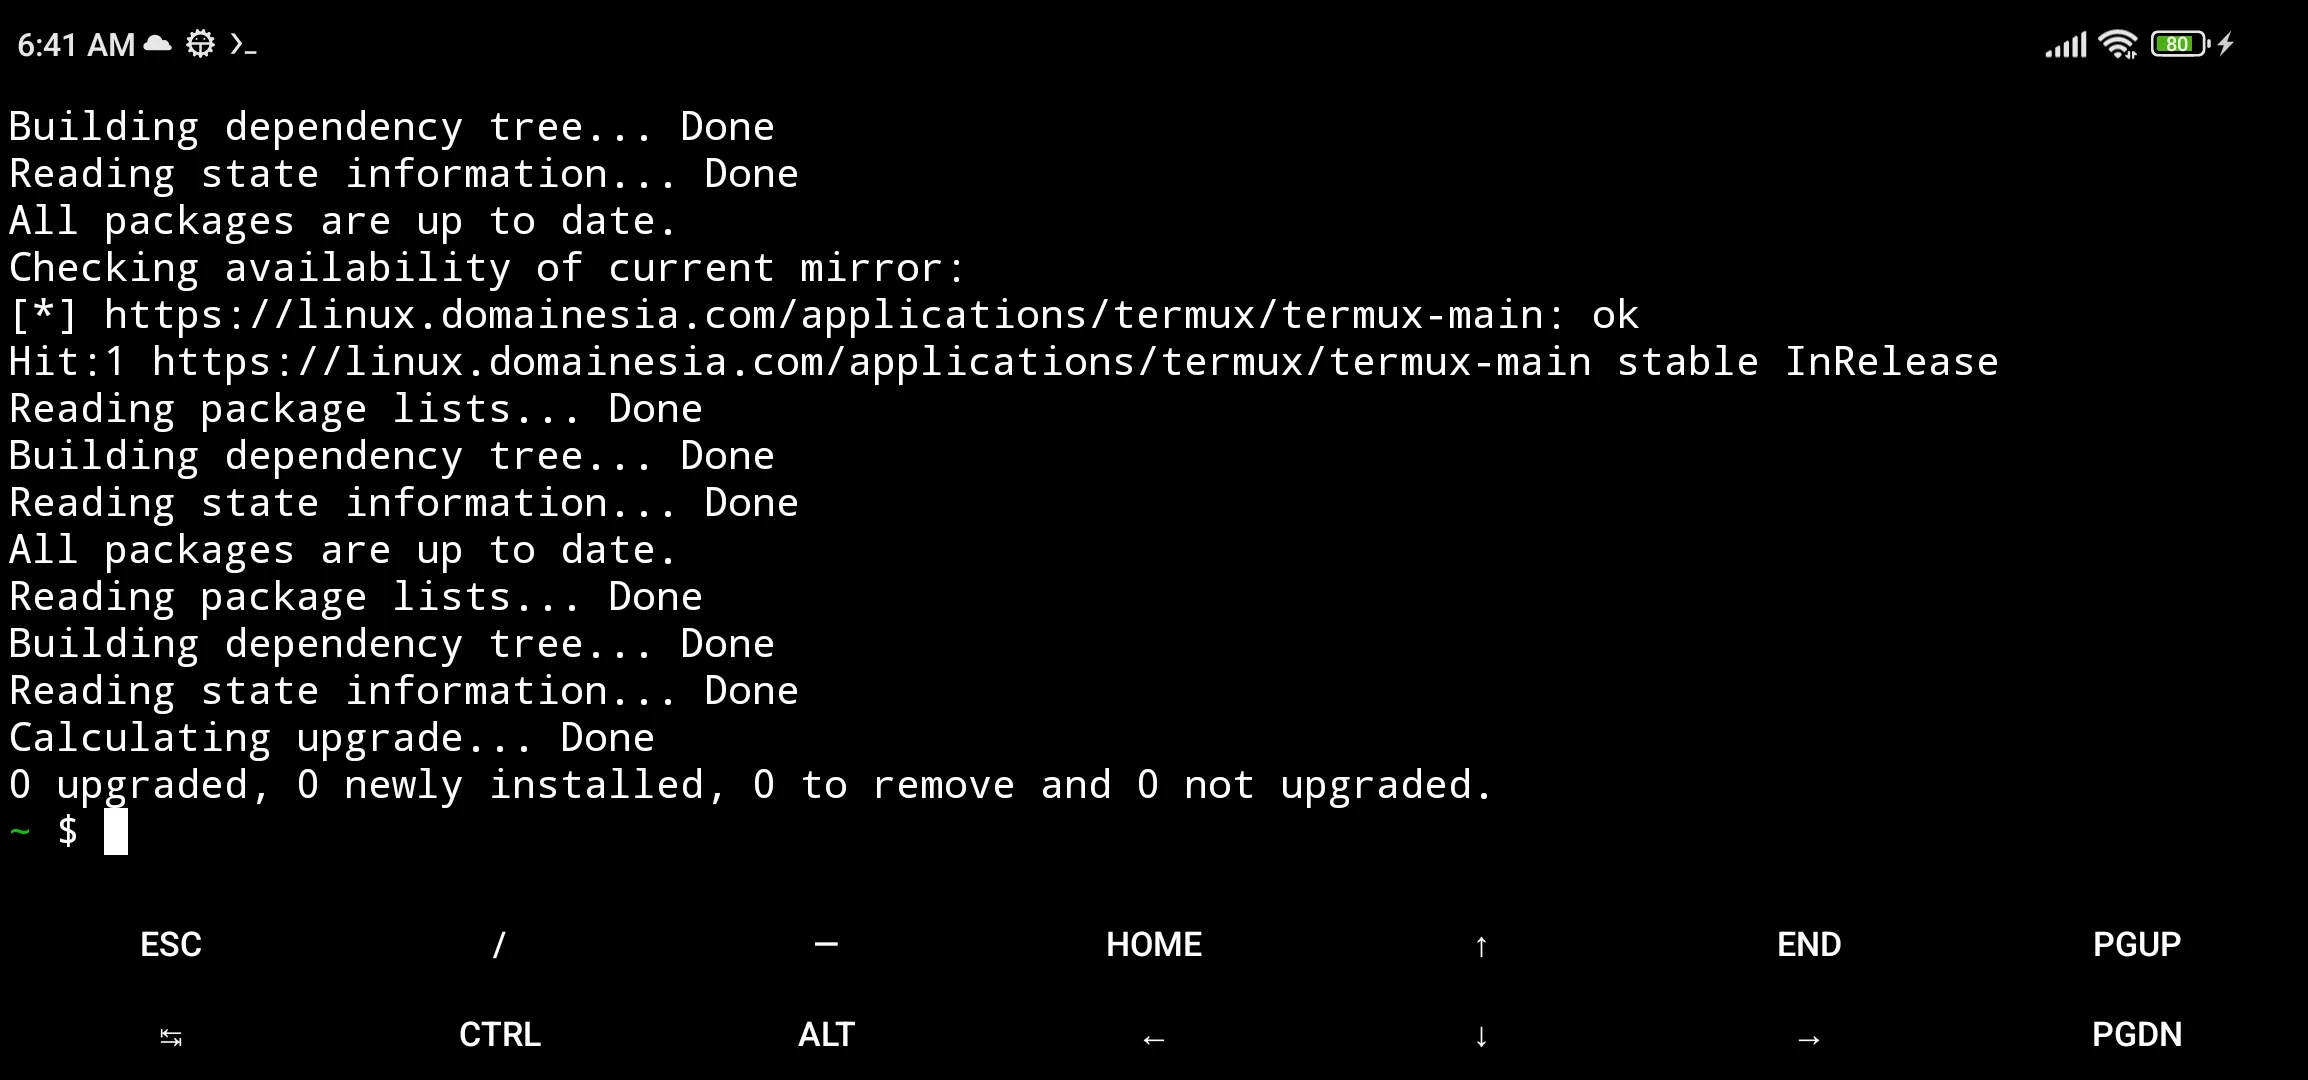 6:41 AM
80
Building dependency tree... Done
Reading state information... Done
All packages are up to date.
Checking availability of current mirror:
[*] https://linux.domainesia.com/applications/termux/termux-main: ok
Hit:1 https://linux.domainesia.com/applications/termux/termux-main stable InRelease
Reading package lists... Done
Building dependency tree... Done
Reading state information... Done
All packages are up to date.
Reading package lists... Done
Building dependency tree... Done
Reading state information... Done
Calculating upgrade... Done
0 upgraded, 0 newly installed, 0 to remove and 0 not upgraded.
~ $
ESC / — HOME ↑ END PGUP
↹ CTRL ALT ← ↓ → PGDN